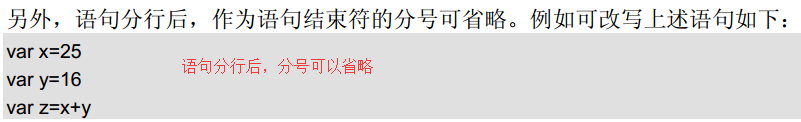 另外，语句分行后，作为语句结束符的分号可省略。例如可改写上述语句如下：
var x=25
语句分行后，分号可以省略
var y=16
var z=x+y